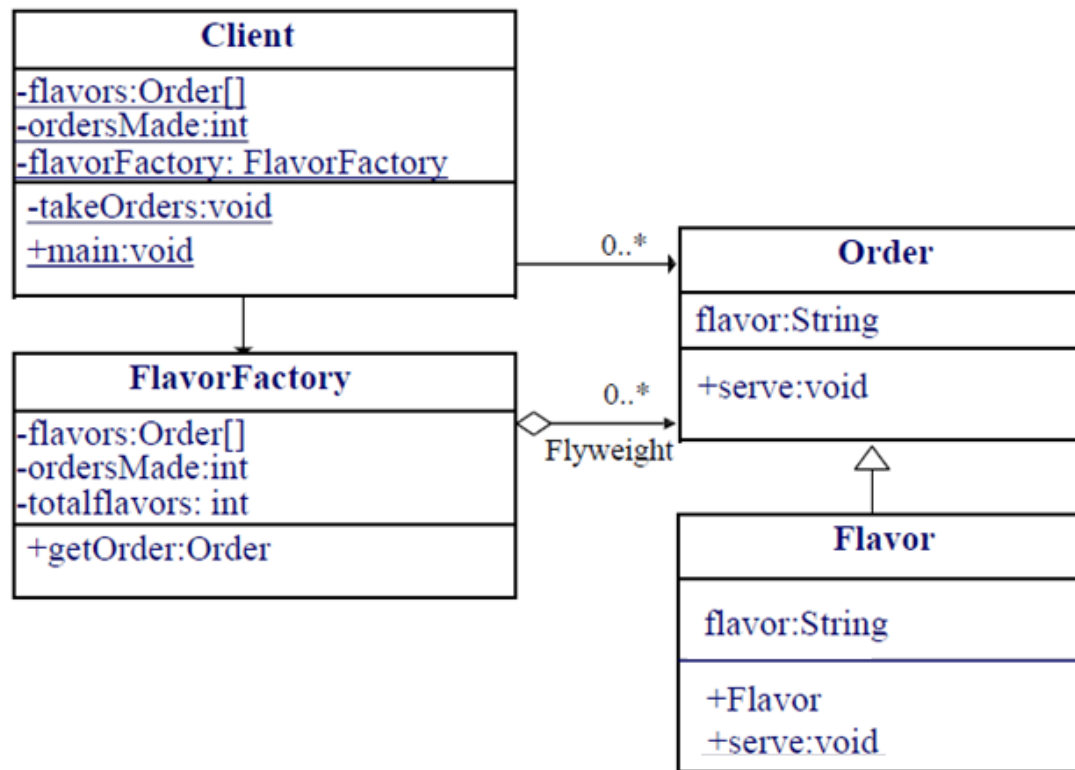 Client
-flavors:Order[]
-ordersMade:int
-flavorFactory: FlavorFactory
-takeOrders:void
+main:void
0..*
Order
flavor:String
+serve:void
FlavorFactory
-flavors:Order[]
-ordersMade:int
-totalflavors: int
+getOrder:Order
0..*
Flyweight
Flavor
flavor:String
+Flavor
+serve:void